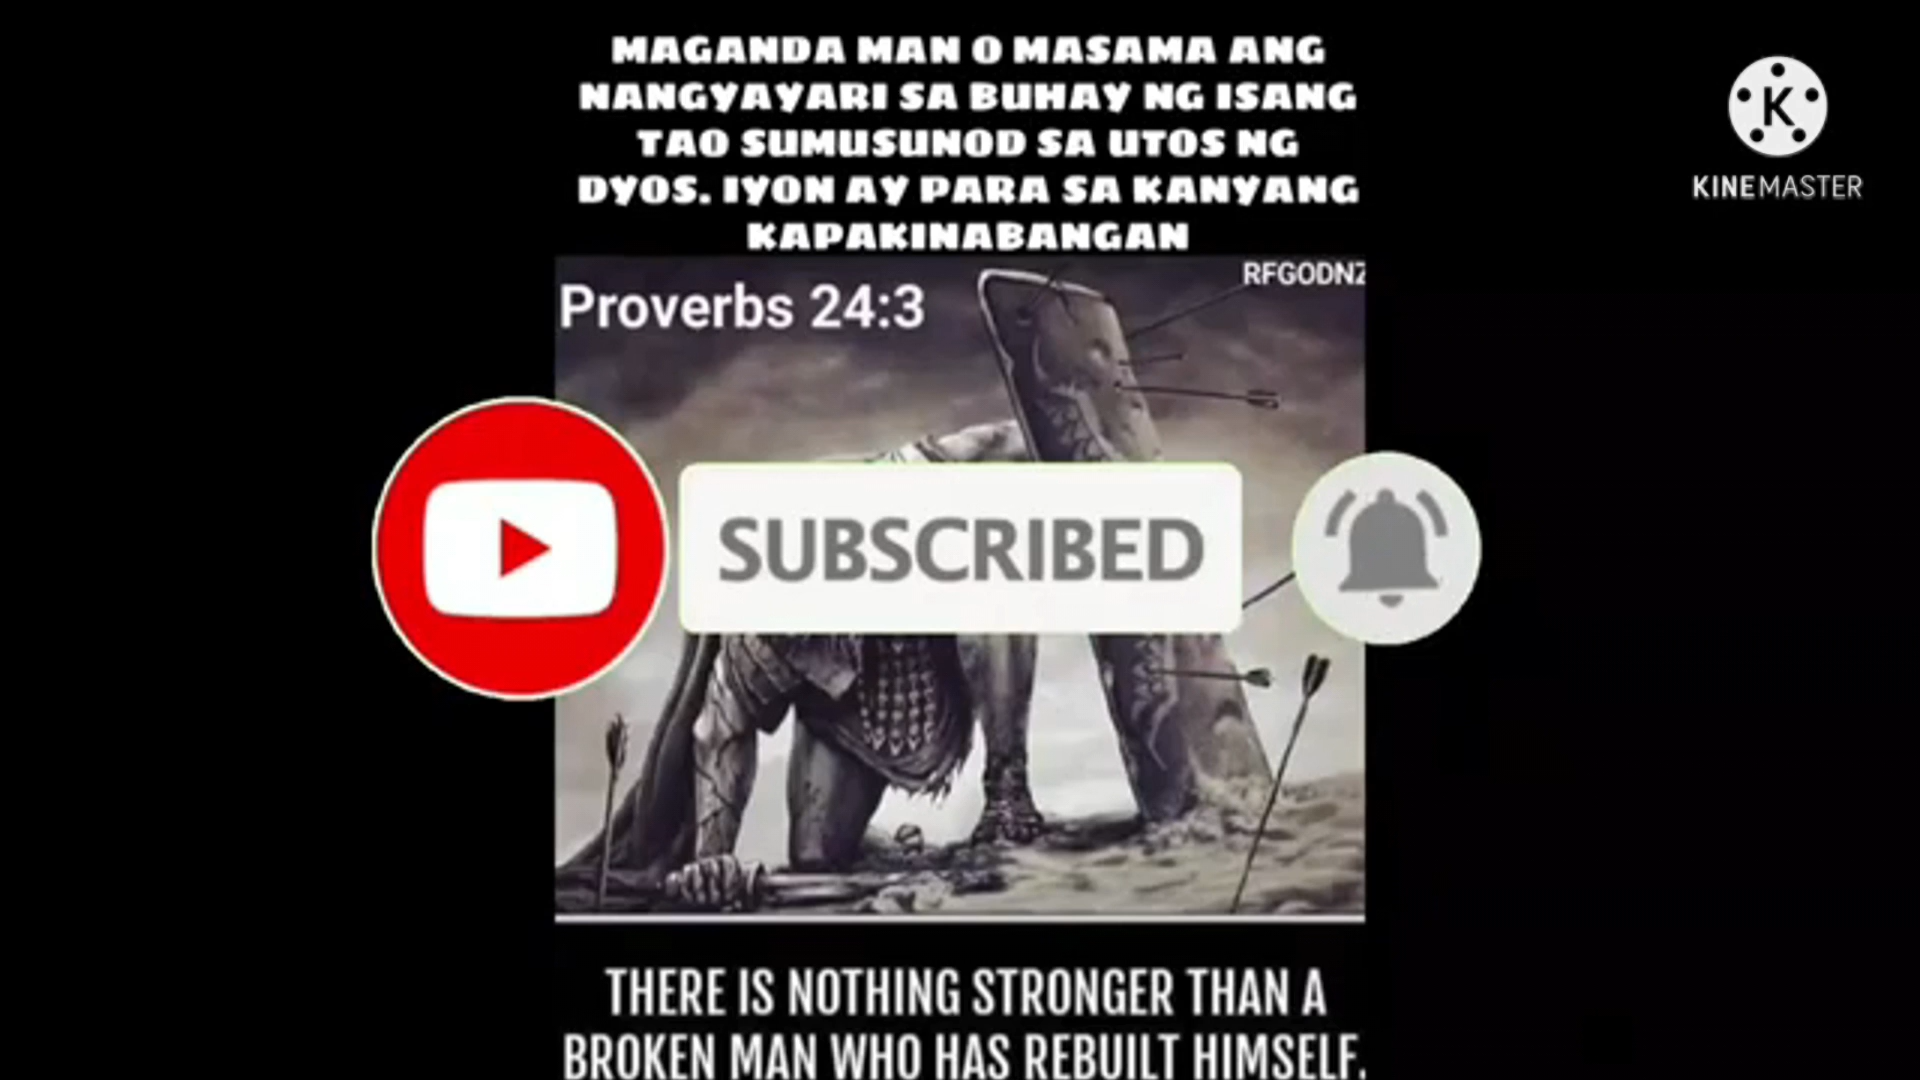 MAGANDA MAN O MASAMA ANG
NANGYAYARI SA BUHAY NG ISANG
TAO SUMUSUNOD SA UTOS NG
DYOS. IYON AY PARA SA KANYANG
KAPAKINABANGAN
K
KINEMASTER
RFGODNZ
Proverbs 24:3
SUBSCRIBED
THERE IS NOTHING STRONGER THAN A
BROKEN MAN WHO HAS REBUILT HIMSELF.